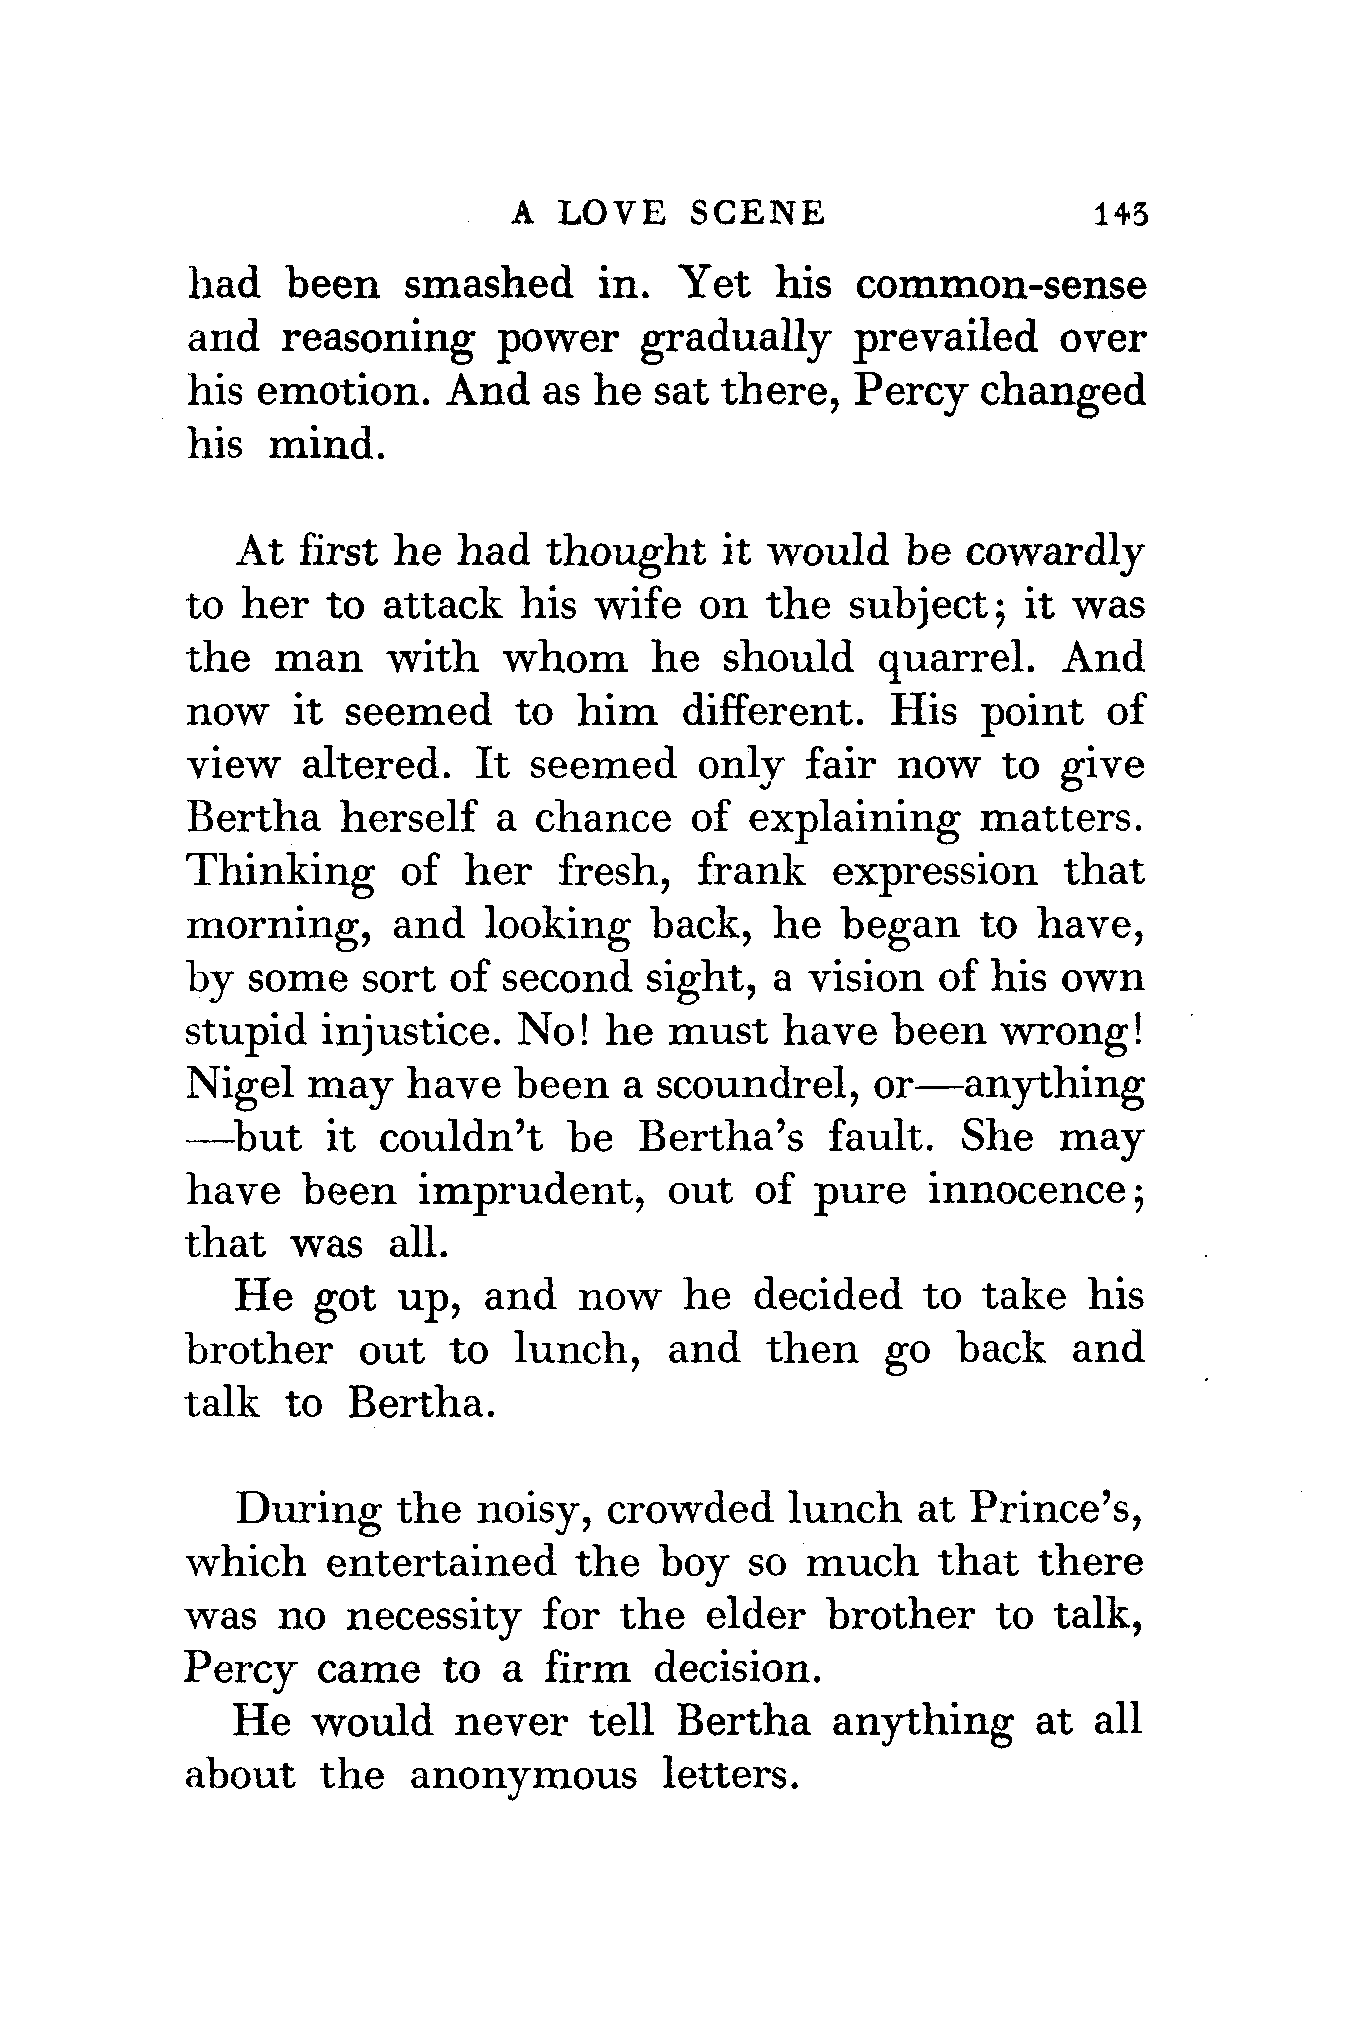 A LOVE SCENE 143
had been smashed in. Yet his common-sense
and reasoning power gradually prevailed over
his emotion. And as he sat there, Percy changed
his mind.
At first he had thought it would be cowardly
to her to attack his wife on the subject; it was
the man with whom he should quarrel. And
now it seemed to him different. His point of
view altered. It seemed only fair now to give
Bertha herself a chance of explaining matters.
Thinking of her fresh, frank expression that
morning, and looking back, he began to have,
by some sort of second sight, a vision of his own
stupid injustice. No! he must have been wrong!
Nigel may have been a scoundrel, or—anything
—but it couldn't be Bertha's fault. She may
have been imprudent, out of pure innocence;
that was all.
He got up, and now he decided to take his
brother out to lunch, and then go back and
talk to Bertha.
During the noisy, crowded lunch at Prince's,
which entertained the boy so much that there
was no necessity for the elder brother to talk,
Percy came to a firm decision.
He would never tell Bertha anything at all
about the anonymous letters.